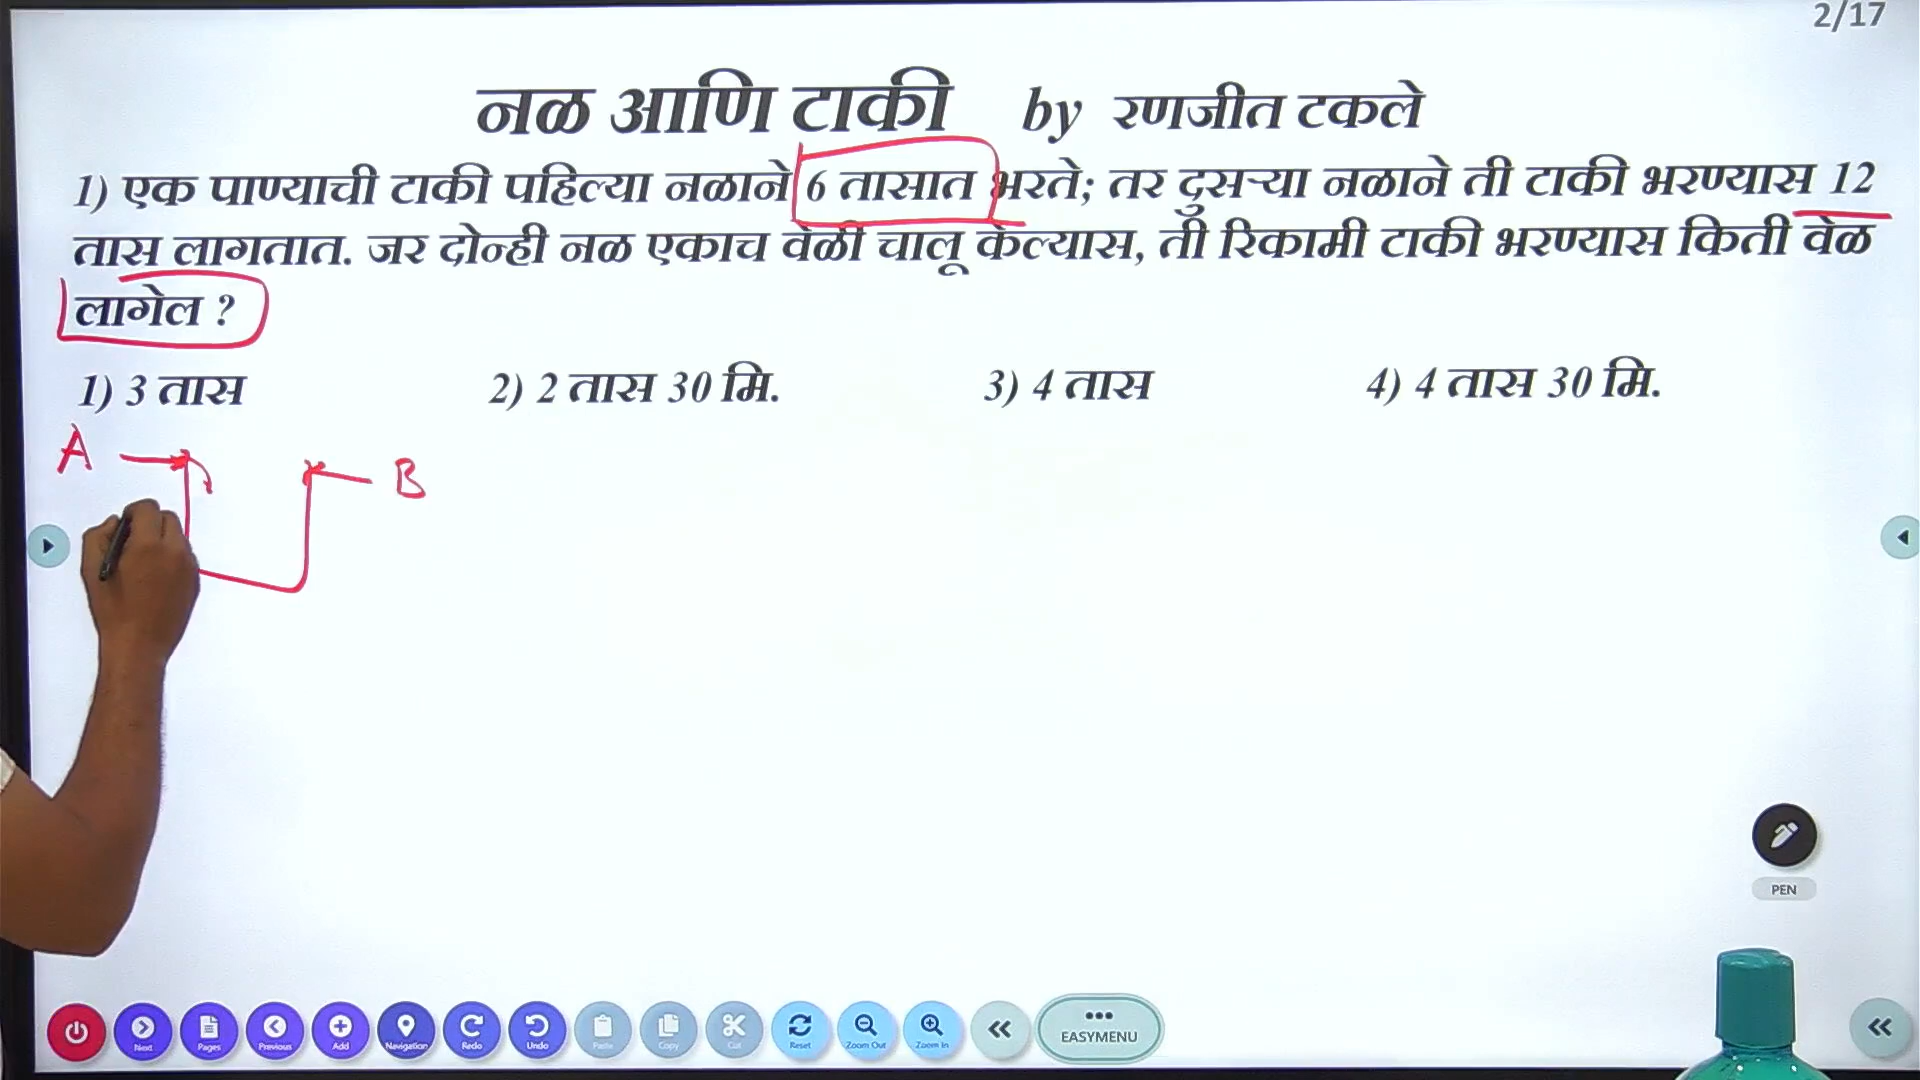 2/17
नळ आणि टाकी by रणजीत टकले
1) एक पाण्याची टाकी पहिल्या नळाने 6 तासात भरते; तर दुसऱ्या नळाने ती टाकी भरण्यास 12
तास लागतात. जर दोन्ही नळ एकाच वेळी चालू केल्यास, ती रिकामी टाकी भरण्यास किती वेळ
लागेल ?
1) 3 तास 2) 2 तास 30 मि. 3) 4 तास 4) 4 तास 30 मि.
A B
PEN
Next Pages Previous Add Navigation Redo Undo Paste Copy Cut Reset Zoom Out Zoom In EASYMENU